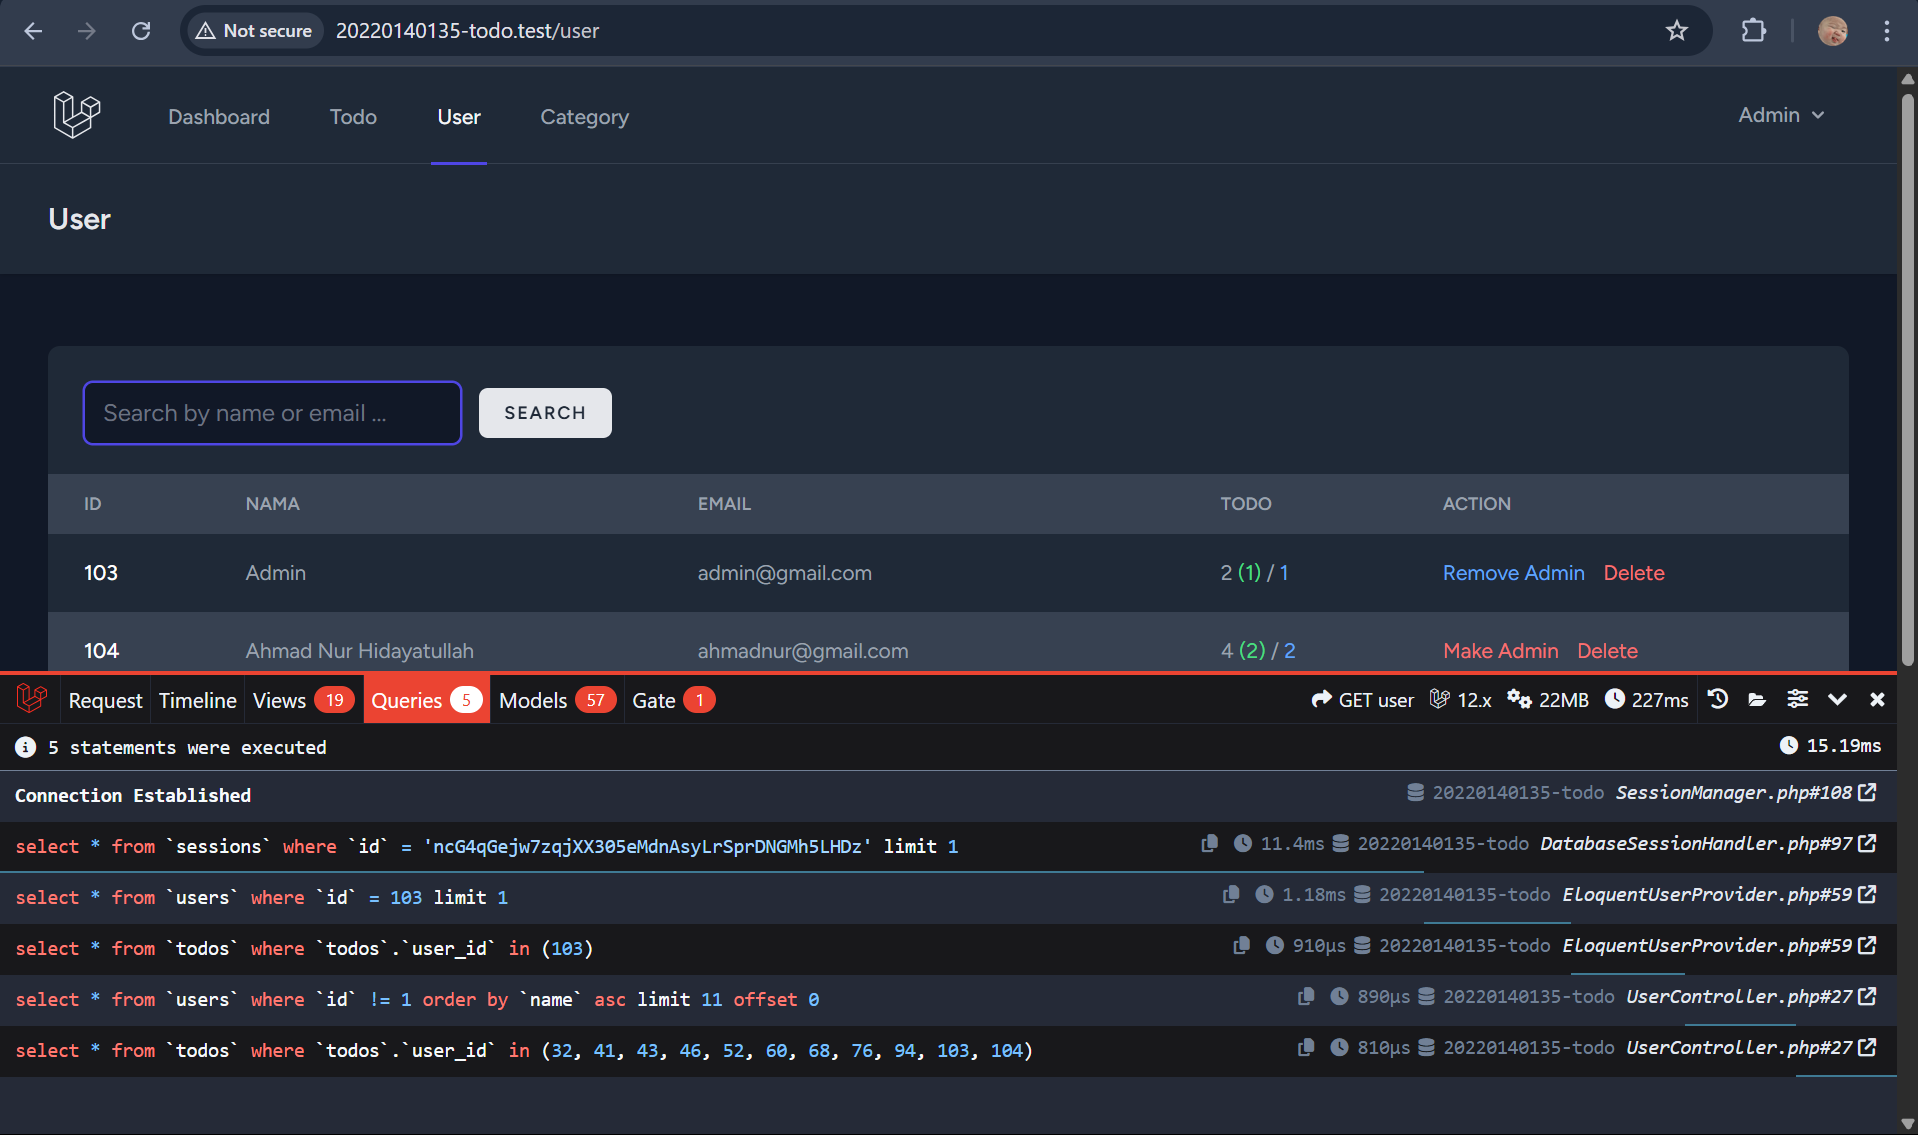 Not secure 20220140135-todo.test/user
Dashboard Todo User Category Admin
User
Search by name or email ... SEARCH
ID NAMA EMAIL TODO ACTION
103 Admin admin@gmail.com 2 (1) / 1 Remove Admin Delete
104 Ahmad Nur Hidayatullah ahmadnur@gmail.com 4 (2) / 2 Make Admin Delete
Request Timeline Views 19 Queries 5 Models 57 Gate 1 GET user 12.x 22MB 227ms
5 statements were executed 15.19ms
Connection Established 20220140135-todo SessionManager.php#108
select * from `sessions` where `id` = 'ncG4qGejw7zqjXX305eMdnAsyLrSprDNGMh5LHDz' limit 1 11.4ms 20220140135-todo DatabaseSessionHandler.php#97
select * from `users` where `id` = 103 limit 1 1.18ms 20220140135-todo EloquentUserProvider.php#59
select * from `todos` where `todos`.`user_id` in (103) 910μs 20220140135-todo EloquentUserProvider.php#59
select * from `users` where `id` != 1 order by `name` asc limit 11 offset 0 890μs 20220140135-todo UserController.php#27
select * from `todos` where `todos`.`user_id` in (32, 41, 43, 46, 52, 60, 68, 76, 94, 103, 104) 810μs 20220140135-todo UserController.php#27